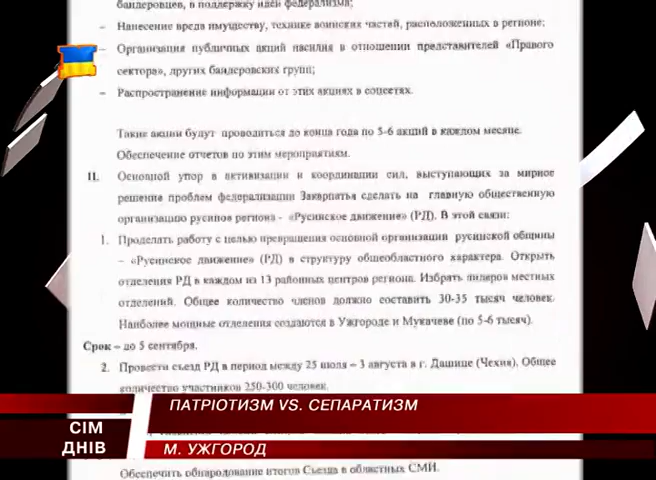 бандеровцев, в поддержку идеи федерализма;
– Нанесение вреда имуществу, технике воинских частей, расположенных в регионе;
– Организация публичных акций насилия в отношении представителей «Правого
сектора», других бандеровских групп;
– Распространение информации от этих акциях в соцсетях.
Такие акции будут проводиться до конца года по 5-6 акций в каждом месяце.
Обеспечение отчетов по этим мероприятиям.
II. Основной упор в активизации и координации сил, выступающих за мирное
решение проблем федерализации Закарпатья сделать на главную общественную
организацию русинов региона - «Русинское движение» (РД). В этой связи:
1. Проделать работу с целью превращения основной организации русинской общины
– «Русинское движение» (РД) в структуру общеобластного характера. Открыть
отделения РД в каждом из 13 районных центров региона. Избрать лидеров местных
отделений. Общее количество членов должно составить 30-35 тысяч человек.
Наиболее мощные отделения создаются в Ужгороде и Мукачеве (по 5-6 тысяч).
Срок – до 5 сентября.
2. Провести съезд РД в период между 25 июля – 3 августа в г. Дашице (Чехия). Общее
количество участников 250-300 человек.
ПАТРІОТИЗМ VS. СЕПАРАТИЗМ
СІМ
ДНІВ
М. УЖГОРОД
Обеспечить обнародование итогов Съезда в областных СМИ.